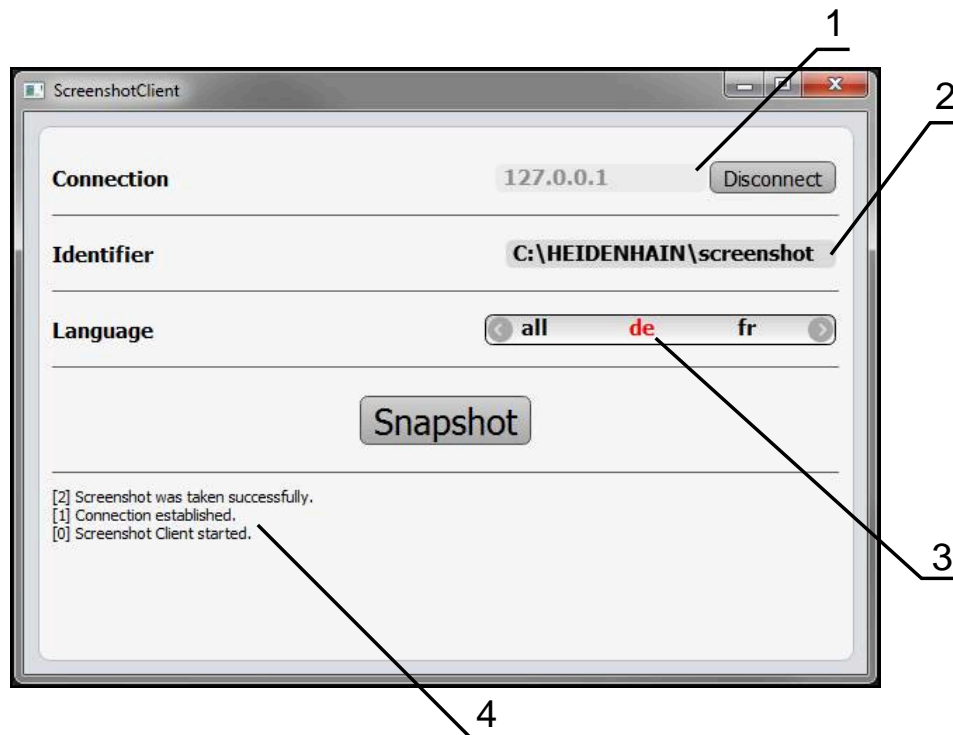 1
ScreenshotClient
2
Connection 127.0.0.1 Disconnect
Identifier C:\HEIDENHAIN\screenshot
Language all de fr
Snapshot
[2] Screenshot was taken successfully.
[1] Connection established.
[0] Screenshot Client started.
3
4